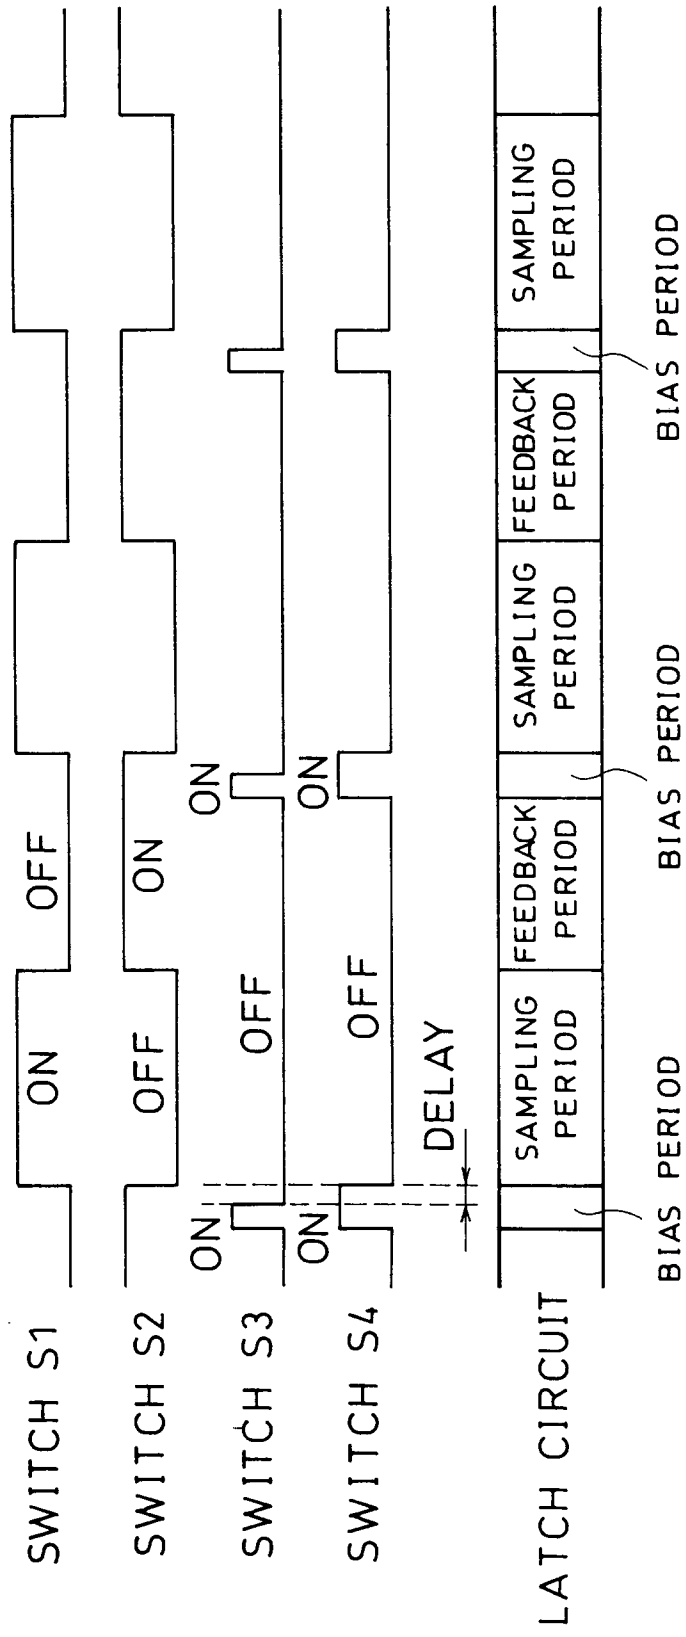 SWITCH S1
ON
OFF
SWITCH S2
OFF
ON
SWITCH S3
ON
OFF
ON
SWITCH S4
ON
OFF
ON
DELAY
LATCH CIRCUIT
SAMPLING
PERIOD
FEEDBACK
PERIOD
SAMPLING
PERIOD
FEEDBACK
PERIOD
SAMPLING
PERIOD
BIAS PERIOD
BIAS PERIOD
BIAS PERIOD